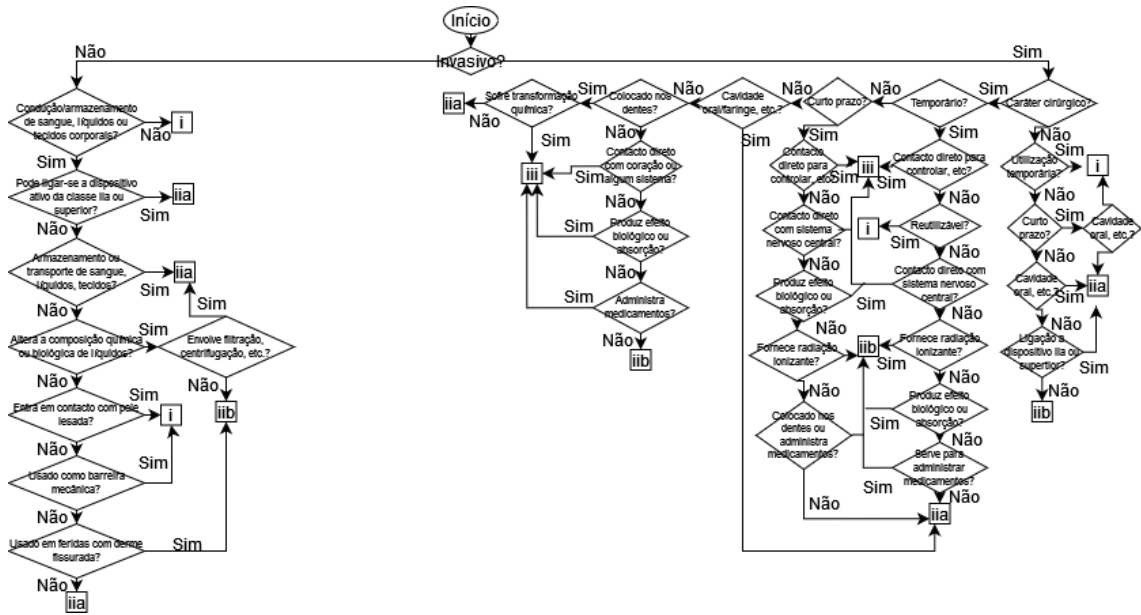 Início
Invasivo?
Não
Sim
Condução/armazenamento
de sangue, líquidos ou
tecidos corporais?
Não
i
Sim
Pode ligar-se a dispositivo
ativo da classe iia ou
superior?
Sim
iia
Não
Armazenamento ou
transporte de sangue,
líquidos, tecidos?
Sim
iia
Não
Altera a composição química
ou biológica de líquidos?
Sim
Envolve filtração,
centrifugação, etc.?
Sim
Não
iib
Não
Entra em contacto com pele
lesada?
Sim
i
Não
Usado como barreira
mecânica?
Sim
Não
Usado em feridas com derme
fissurada?
Sim
Não
iia
Caráter cirúrgico?
Sim
Não
Temporário?
Não
Sim
Curto prazo?
Não
Sim
Cavidade
oral/faringe, etc.?
Não
Sim
Colocado nos
dentes?
Sim
Não
Sofre transformação
química?
Não
iia
Sim
iii
Contacto direto
com coração ou
algum sistema?
Sim
Não
Produz efeito
biológico ou
absorção?
Sim
Não
Administra
medicamentos?
Sim
Não
iib
Contacto
direto para
controlar, etc.?
Sim
iii
Não
Contacto direto
com sistema
nervoso central?
Não
Produz efeito
biológico ou
absorção?
Sim
Não
Fornece radiação
ionizante?
Sim
iib
Não
Colocado nos
dentes ou
administra
medicamentos?
Sim
Não
Contacto direto para
controlar, etc?
Sim
Não
Reutilizável?
i
Sim
Não
Contacto direto com
sistema nervoso
central?
Não
Fornece radiação
ionizante?
Não
Produz efeito
biológico ou
absorção?
Sim
Não
Serve para
administrar
medicamentos?
Sim
Não
iia
Utilização
temporária?
Sim
i
Não
Curto
prazo?
Sim
Cavidade
oral, etc.?
Não
Cavidade
oral, etc.?
Sim
iia
Não
Ligação a
dispositivo iia ou
Sim
Não
iib